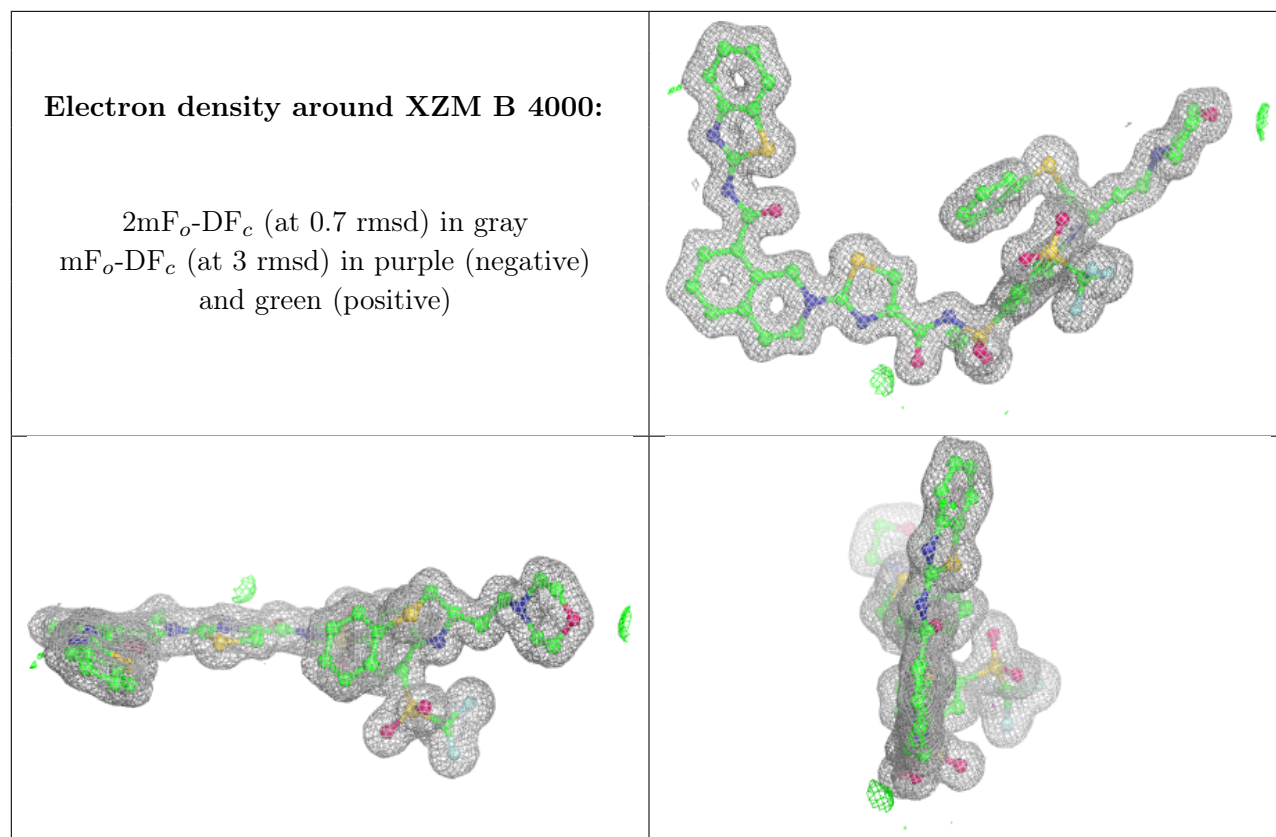 Electron density around XZM B 4000:
2mFo-DFc (at 0.7 rmsd) in gray
mFo-DFc (at 3 rmsd) in purple (negative)
and green (positive)